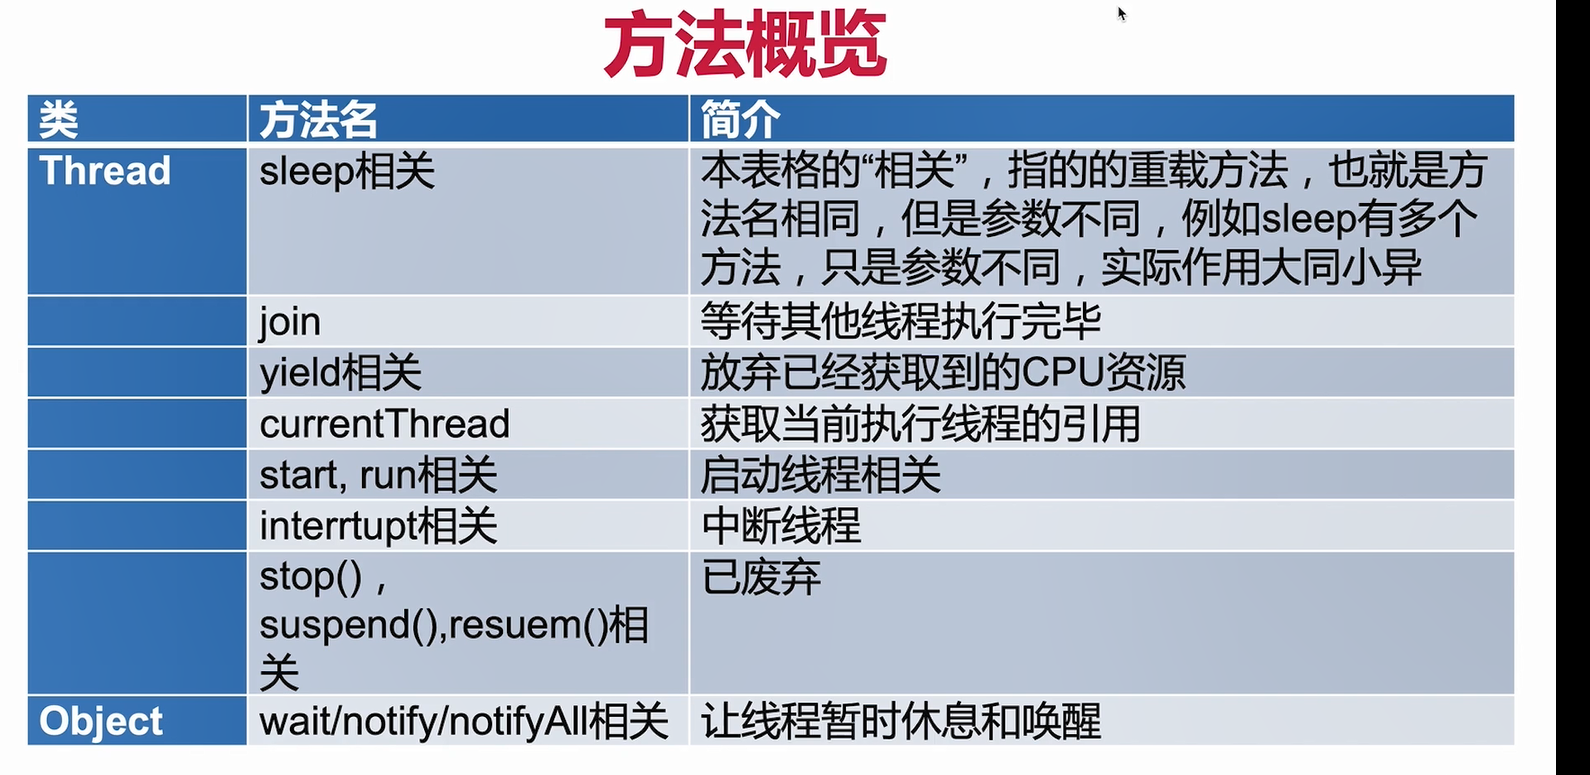 方法概览
类 方法名 简介
Thread sleep相关 本表格的“相关”，指的的重载方法，也就是方
法名相同，但是参数不同，例如sleep有多个
方法，只是参数不同，实际作用大同小异
join 等待其他线程执行完毕
yield相关 放弃已经获取到的CPU资源
currentThread 获取当前执行线程的引用
start, run相关 启动线程相关
interrtupt相关 中断线程
stop()， 已废弃
suspend(),resuem()相
关
Object wait/notify/notifyAll相关 让线程暂时休息和唤醒